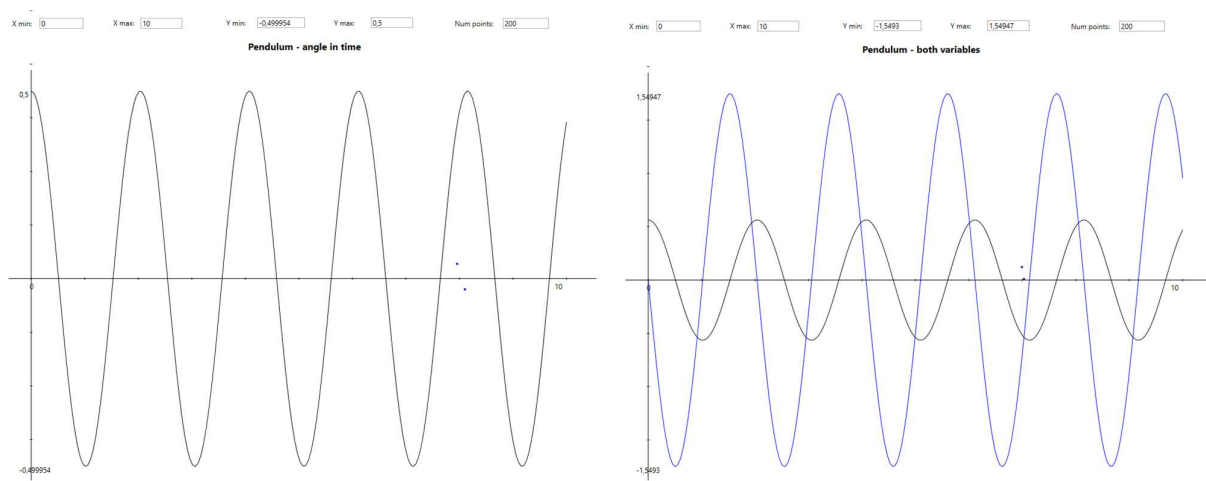 X min: 0 X max: 10 Y min: -0,499954 Y max: 0,5 Num points: 200
Pendulum - angle in time
0,5
0
10
-0,499954
X min: 0 X max: 10 Y min: -1,5493 Y max: 1,54947 Num points: 200
Pendulum - both variables
1,54947
0
10
-1,5493